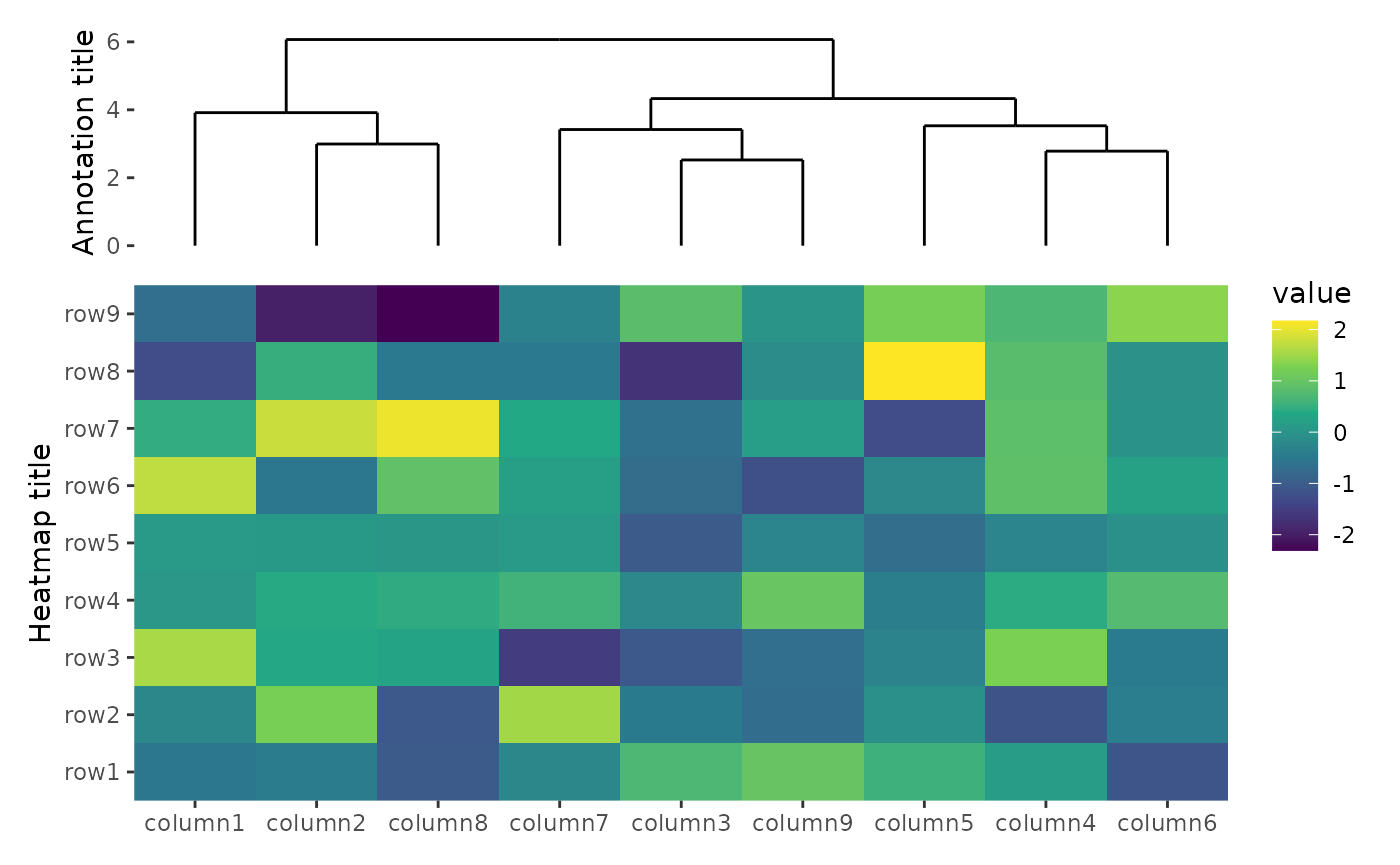 Annotation title
6
4
2
0
Heatmap title
row9
row8
row7
row6
row5
row4
row3
row2
row1
column1 column2 column8 column7 column3 column9 column5 column4 column6
value
2
1
0
-1
-2